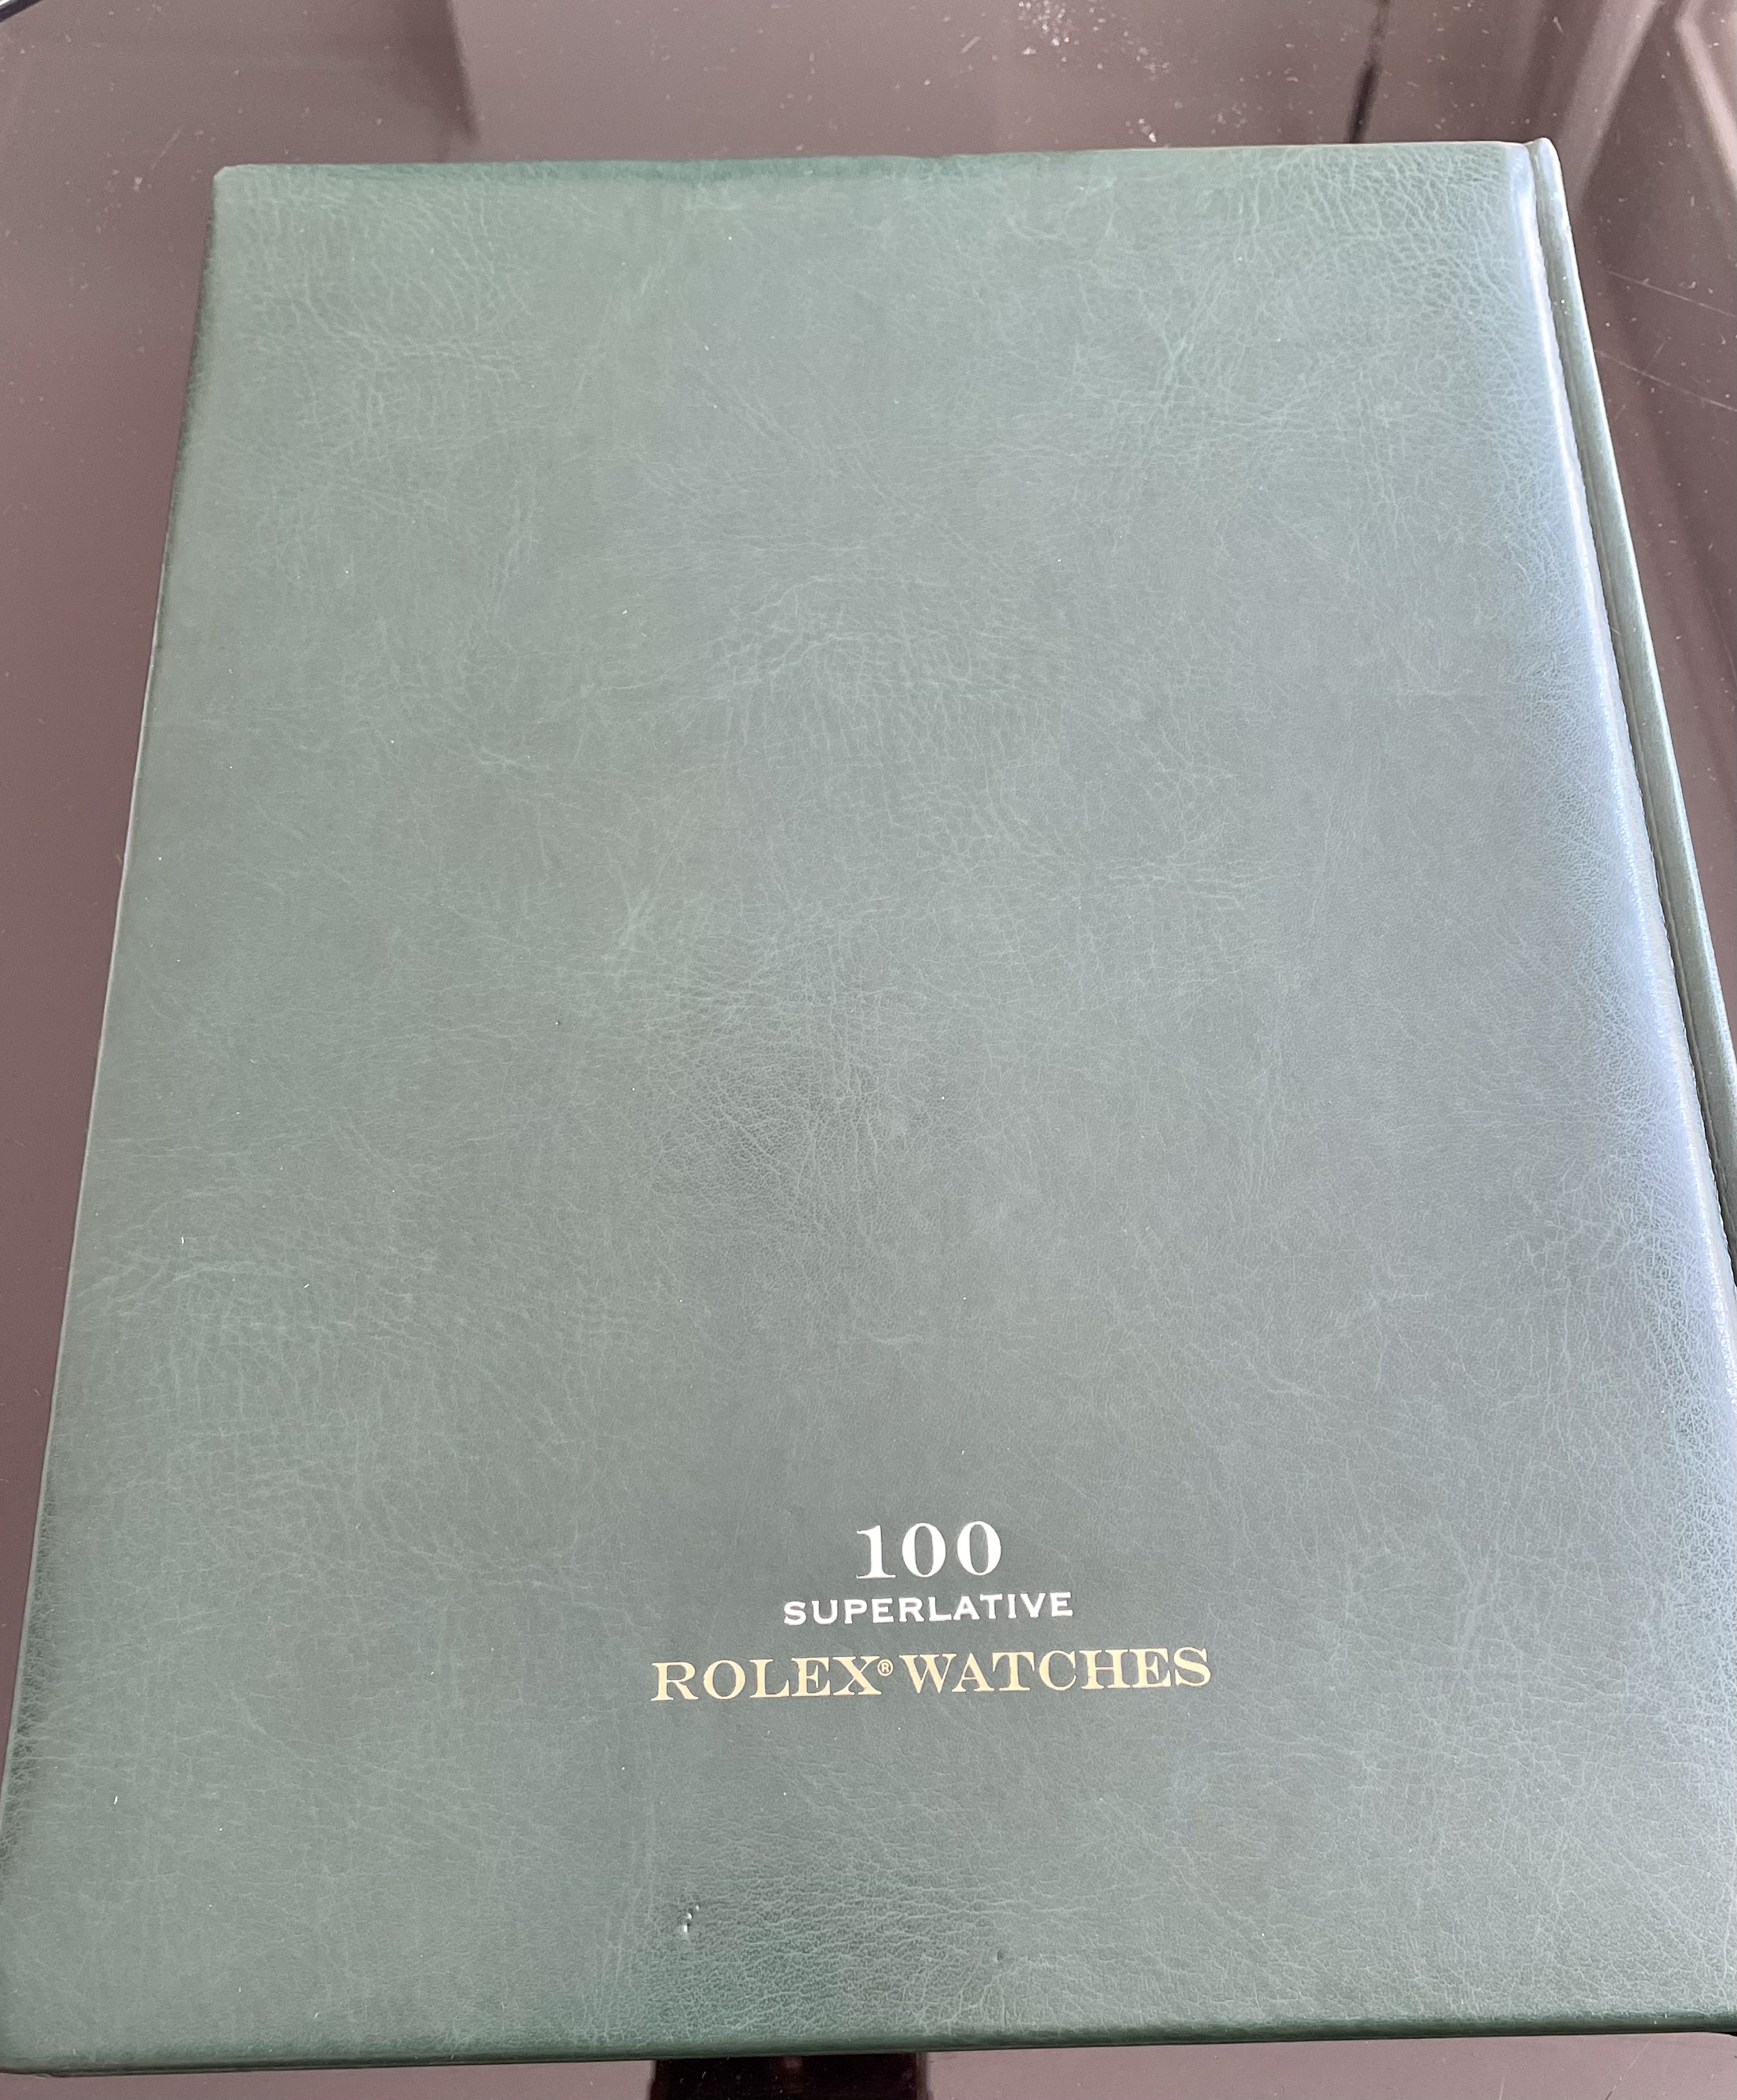 100
SUPERLATIVE
ROLEX® WATCHES